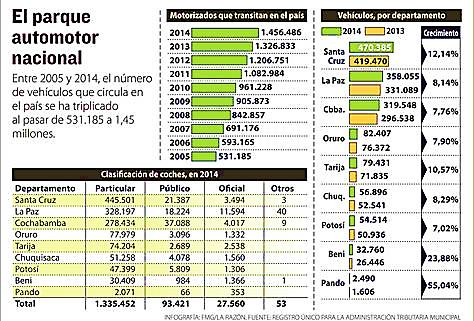 El parque
automotor
nacional
Entre 2005 y 2014, el número
de vehículos que circula en
el país se ha triplicado
al pasar de 531.185 a 1,45
millones.
Motorizados que transitan en el país
2014 1.456.486
2013 1.326.833
2012 1.206.751
2011 1.082.984
2010 961.228
2009 905.873
2008 842.857
2007 691.176
2006 593.165
2005 531.185
Vehículos, por departamento
2014 2013 Crecimiento
Santa Cruz 470.385 419.470 12,14%
La Paz 358.055 331.089 8,14%
Cbba. 319.548 296.538 7,76%
Oruro 82.407 76.372 7,90%
Tarija 79.431 71.835 10,57%
Chuq. 56.896 52.541 8,29%
Potosí 54.514 50.936 7,02%
Beni 32.760 26.446 23,88%
Pando 2.490 1.606 55,04%
Clasificación de coches, en 2014
Departamento Particular Público Oficial Otros
Santa Cruz 445.501 21.387 3.494 3
La Paz 328.197 18.224 11.594 40
Cochabamba 278.434 37.088 4.017 9
Oruro 77.979 3.096 1.332
Tarija 74.204 2.689 2.538
Chuquisaca 51.258 4.078 1.560
Potosí 47.399 5.809 1.306
Beni 30.409 984 1.366 1
Pando 2.071 66 353
Total 1.335.452 93.421 27.560 53
INFOGRAFÍA: FMG/LA RAZÓN, FUENTE: REGISTRO ÚNICO PARA LA ADMINISTRACIÓN TRIBUTARIA MUNICIPAL